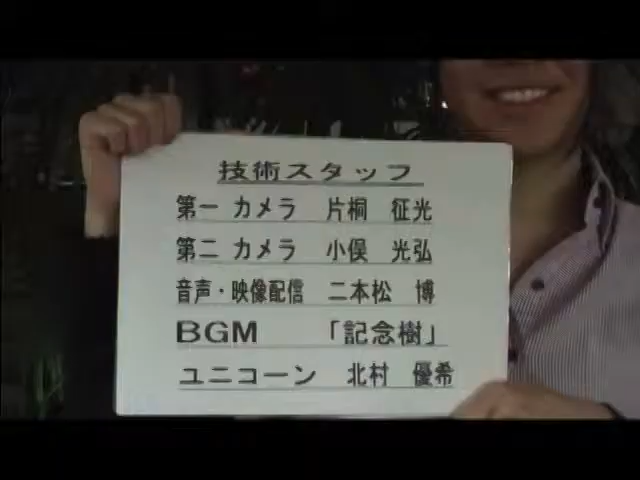 技術スタッフ
第一 カメラ 片桐 征光
第二 カメラ 小俣 光弘
音声・映像配信 二本松 博
BGM 「記念樹」
ユニコーン 北村 優希